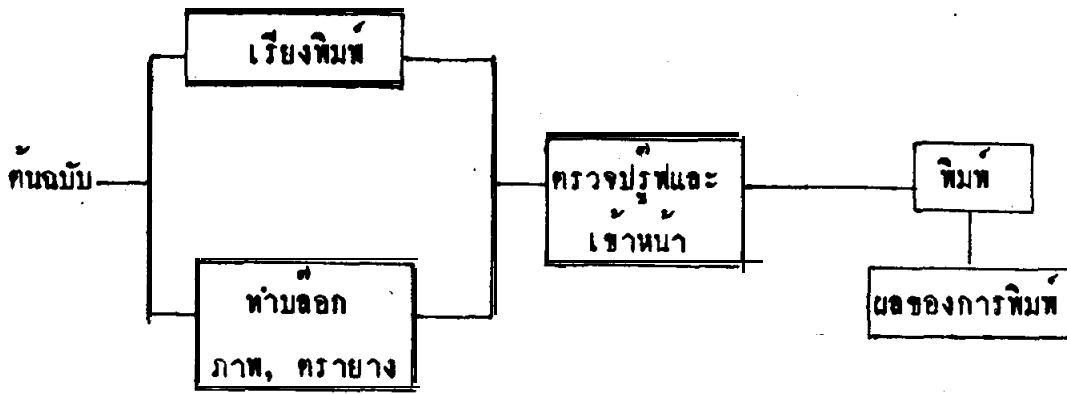 เรียงพิมพ์
ต้นฉบับ
ทำบล๊อก
ภาพ, ตรายาง
ตรวจปรู๊ฟและ
เข้าหน้า
พิมพ์
ผลของการพิมพ์